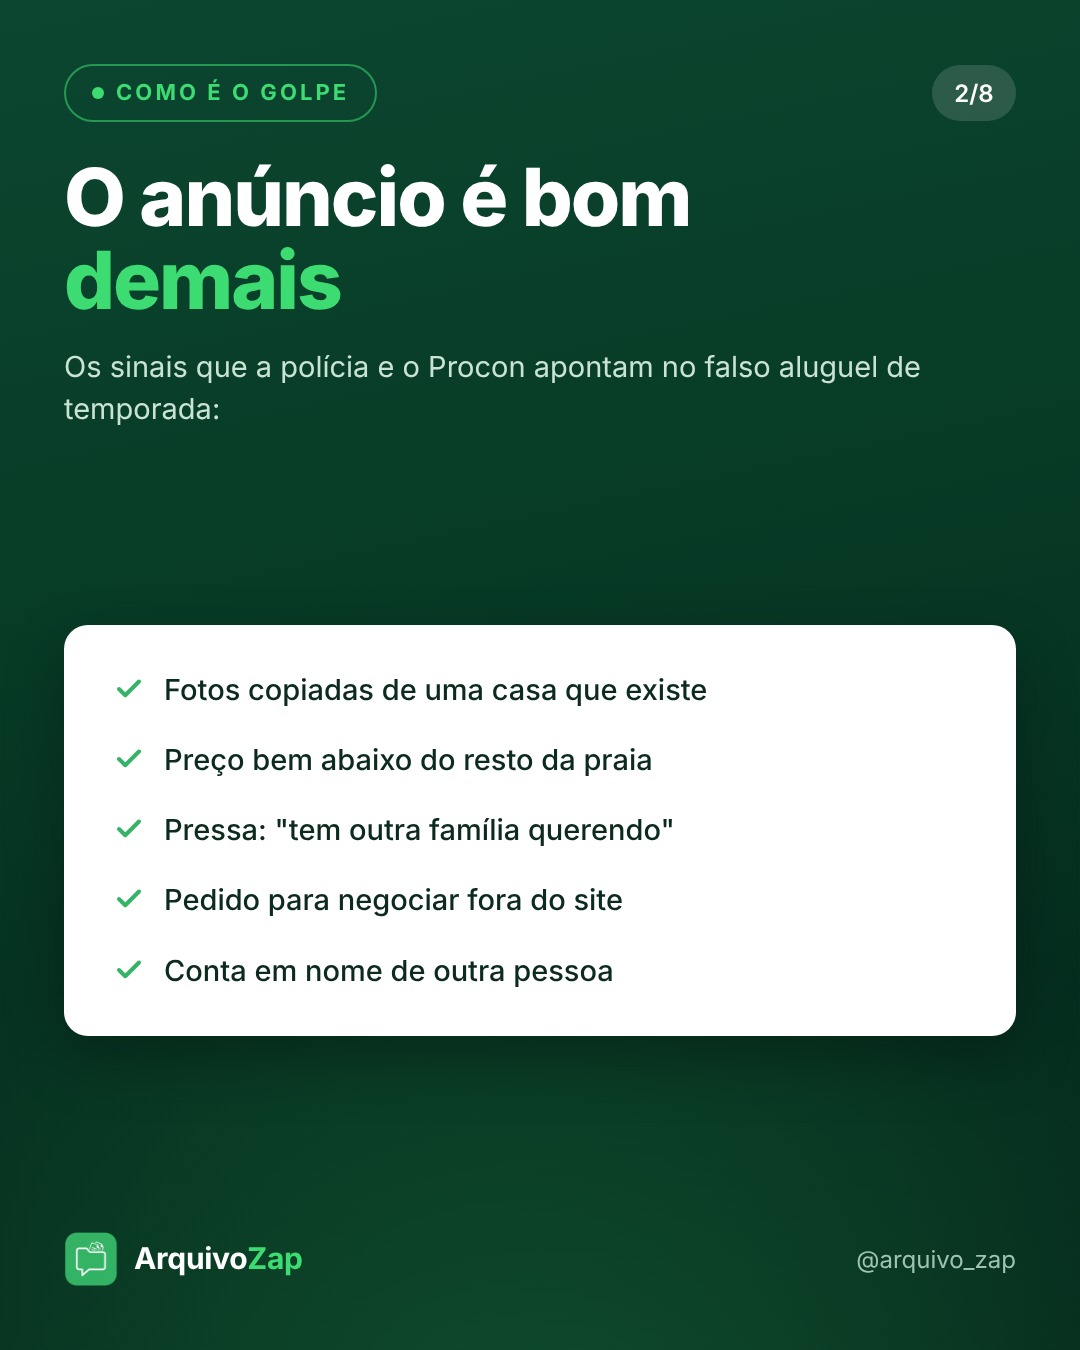 COMO É O GOLPE
2/8
O anúncio é bom
demais
Os sinais que a polícia e o Procon apontam no falso aluguel de
temporada:
Fotos copiadas de uma casa que existe
Preço bem abaixo do resto da praia
Pressa: "tem outra família querendo"
Pedido para negociar fora do site
Conta em nome de outra pessoa
ArquivoZap
@arquivo_zap